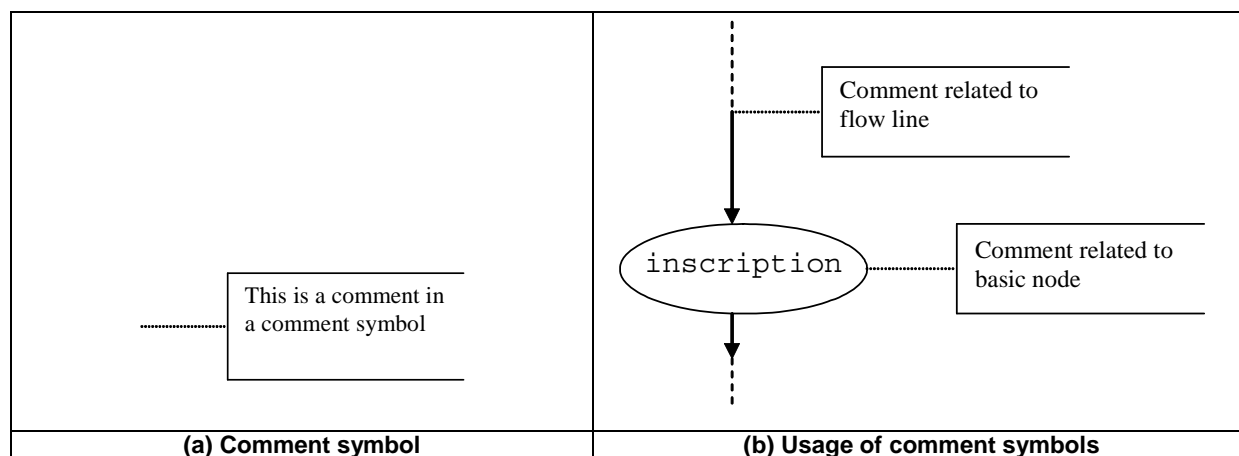 This is a comment in
a comment symbol
(a) Comment symbol
Comment related to
flow line
inscription
Comment related to
basic node
(b) Usage of comment symbols